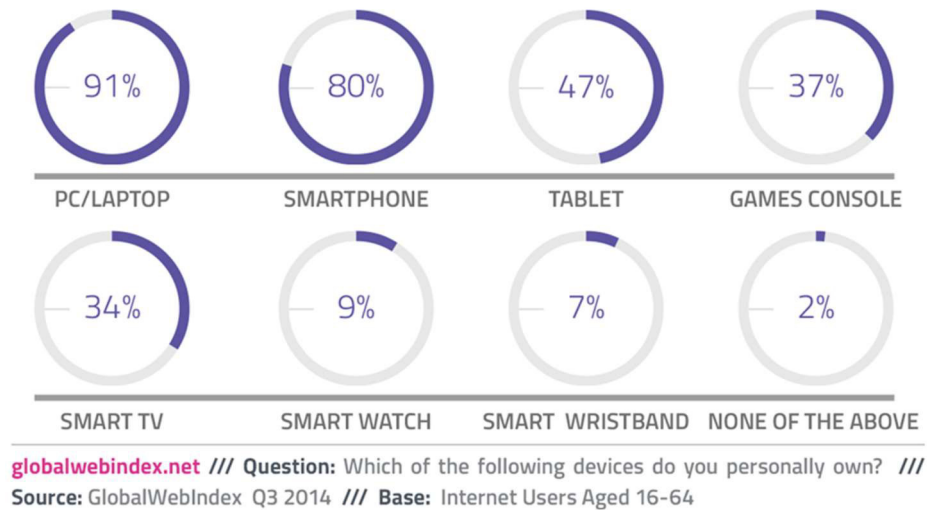 91% 80% 47% 37%
PC/LAPTOP SMARTPHONE TABLET GAMES CONSOLE
34% 9% 7% 2%
SMART TV SMART WATCH SMART WRISTBAND NONE OF THE ABOVE
globalwebindex.net /// Question: Which of the following devices do you personally own? ///
Source: GlobalWebIndex Q3 2014 /// Base: Internet Users Aged 16-64